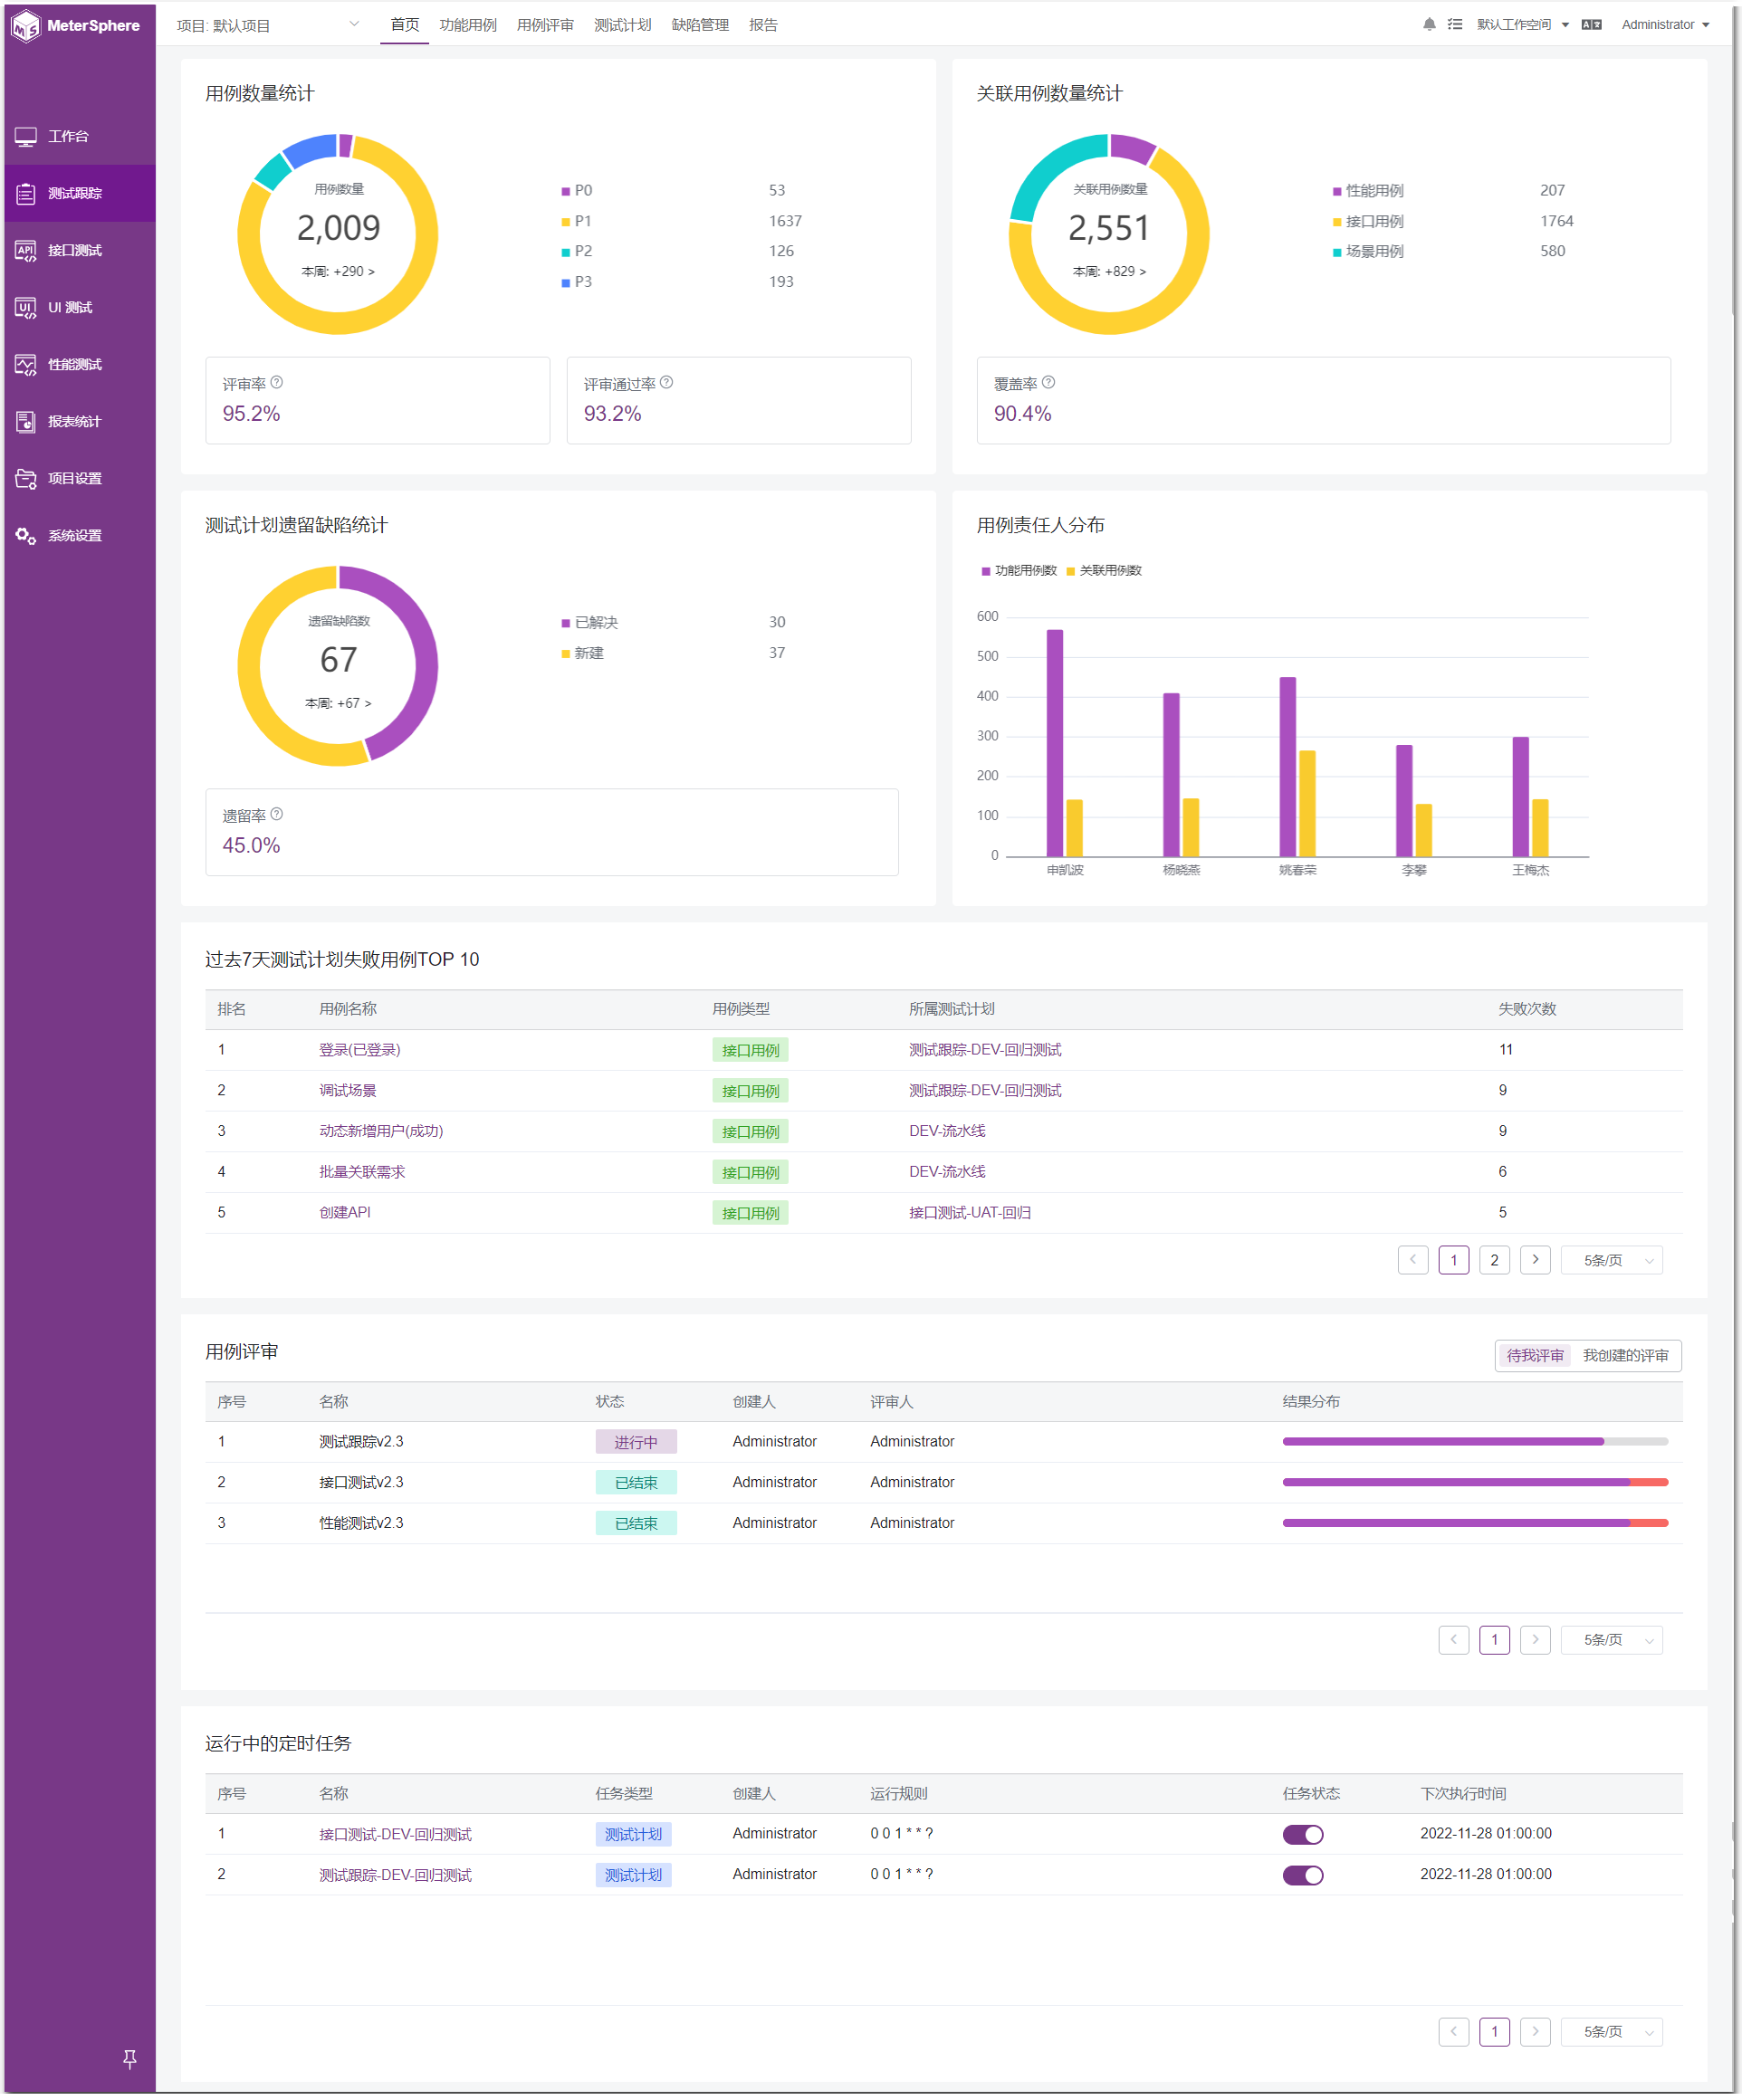 MeterSphere
项目: 默认项目
首页 功能用例 用例评审 测试计划 缺陷管理 报告
默认工作空间
Administrator
工作台
测试跟踪
接口测试
UI 测试
性能测试
报表统计
项目设置
系统设置
用例数量统计
用例数量
2,009
本周: +290 >
P0 53
P1 1637
P2 126
P3 193
评审率
95.2%
评审通过率
93.2%
关联用例数量统计
关联用例数量
2,551
本周: +829 >
性能用例 207
接口用例 1764
场景用例 580
覆盖率
90.4%
测试计划遗留缺陷统计
遗留缺陷数
67
本周: +67 >
已解决 30
新建 37
遗留率
45.0%
用例责任人分布
功能用例数 关联用例数
600
500
400
300
200
100
0
申凯波 杨晓燕 姚春荣 李攀 王梅杰
过去7天测试计划失败用例TOP 10
排名 用例名称 用例类型 所属测试计划 失败次数
1 登录(已登录) 接口用例 测试跟踪-DEV-回归测试 11
2 调试场景 接口用例 测试跟踪-DEV-回归测试 9
3 动态新增用户(成功) 接口用例 DEV-流水线 9
4 批量关联需求 接口用例 DEV-流水线 6
5 创建API 接口用例 接口测试-UAT-回归 5
< 1 2 > 5条/页
用例评审
待我评审 我创建的评审
序号 名称 状态 创建人 评审人 结果分布
1 测试跟踪v2.3 进行中 Administrator Administrator
2 接口测试v2.3 已结束 Administrator Administrator
3 性能测试v2.3 已结束 Administrator Administrator
< 1 > 5条/页
运行中的定时任务
序号 名称 任务类型 创建人 运行规则 任务状态 下次执行时间
1 接口测试-DEV-回归测试 测试计划 Administrator 0 0 1 * * ? 2022-11-28 01:00:00
2 测试跟踪-DEV-回归测试 测试计划 Administrator 0 0 1 * * ? 2022-11-28 01:00:00
< 1 > 5条/页